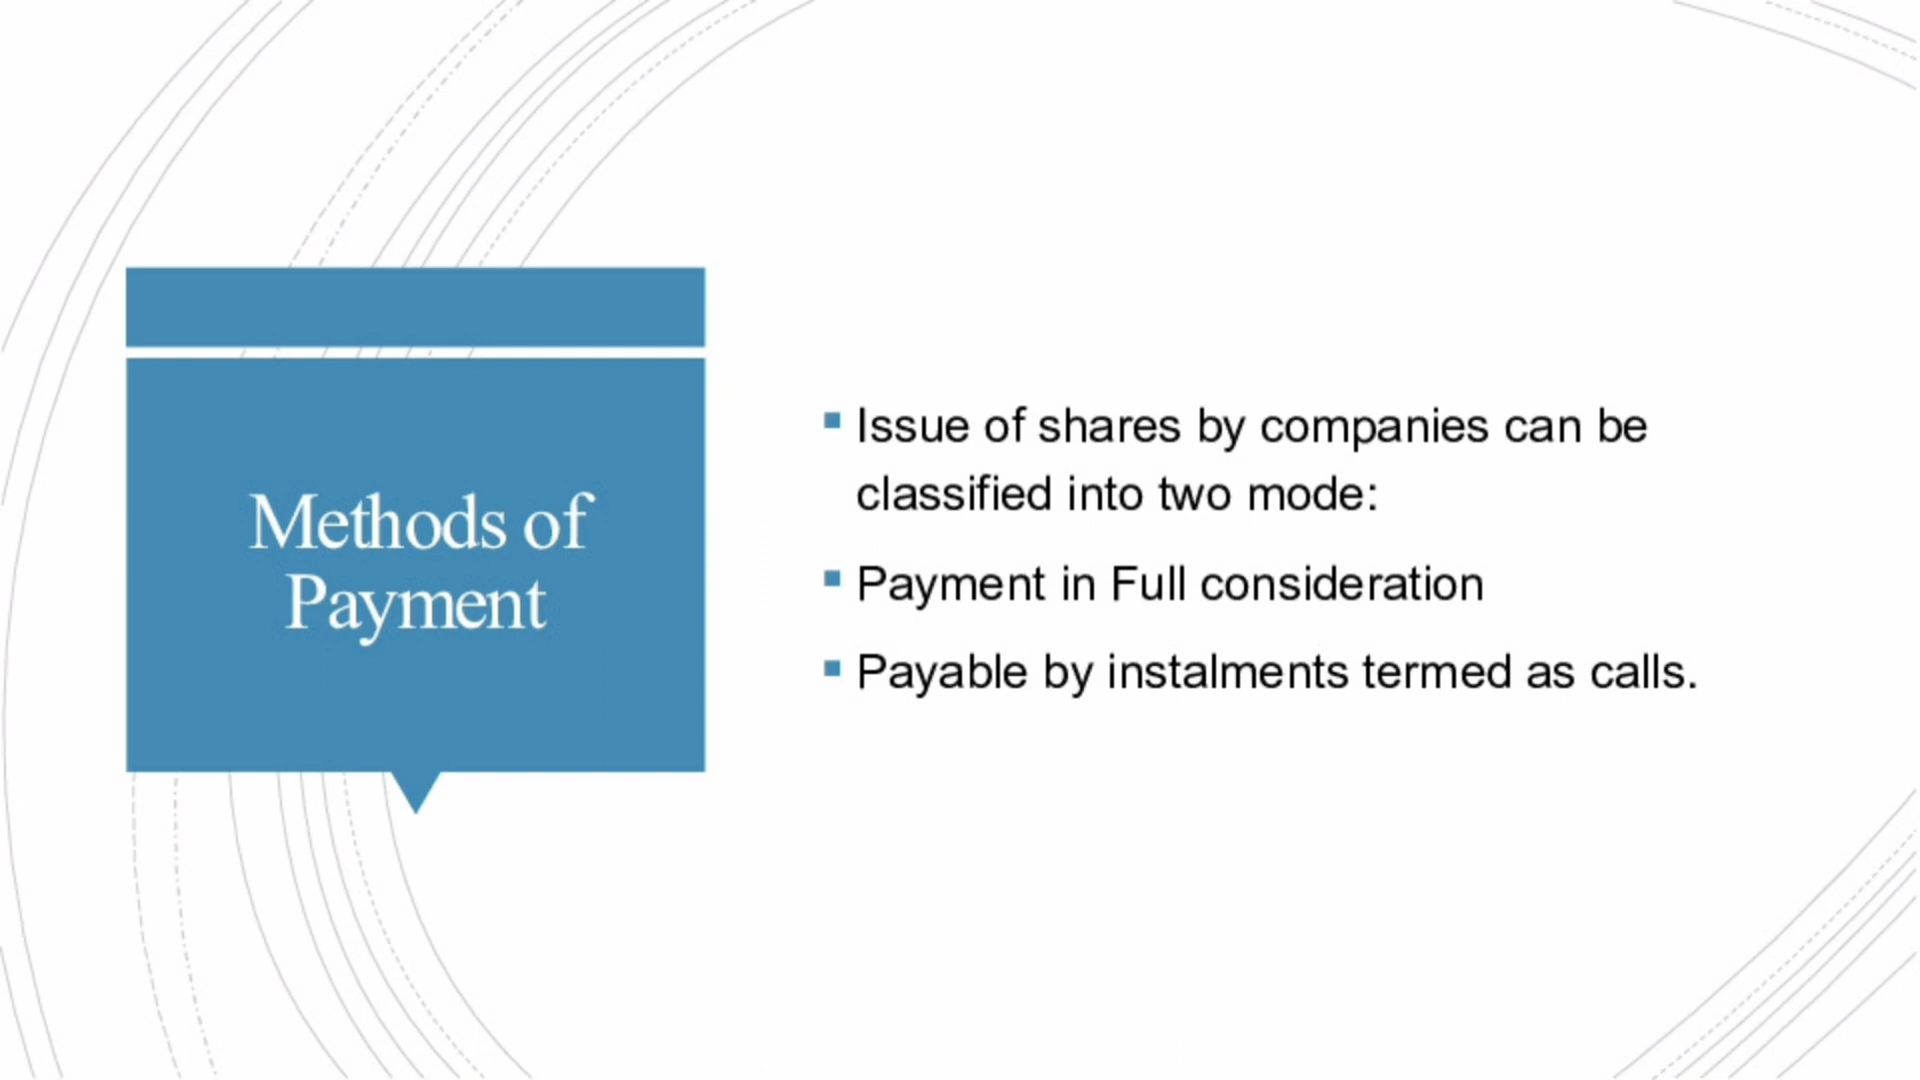 Methods of
Payment
Issue of shares by companies can be
classified into two mode:
Payment in Full consideration
Payable by instalments termed as calls.